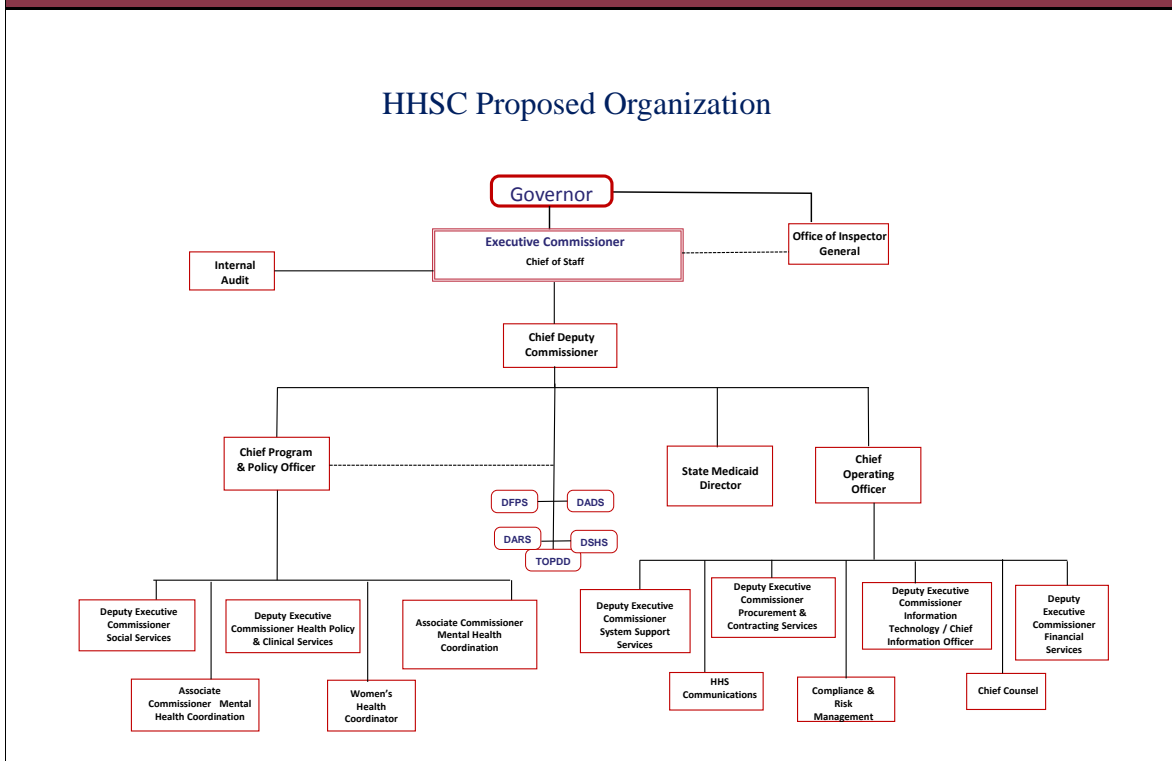 HHSC Proposed Organization
Governor
Executive Commissioner
Chief of Staff
Office of Inspector
General
Internal
Audit
Chief Deputy
Commissioner
Chief Program
& Policy Officer
State Medicaid
Director
Chief
Operating
Officer
DFPS
DADS
DARS
DSHS
TOPDD
Deputy Executive
Commissioner
Social Services
Deputy Executive
Commissioner Health Policy
& Clinical Services
Associate Commissioner
Mental Health
Coordination
Deputy Executive
Commissioner
System Support
Services
Deputy Executive
Commissioner
Procurement &
Contracting Services
Deputy Executive
Commissioner
Information
Technology / Chief
Information Officer
Deputy
Executive
Commissioner
Financial
Services
Associate
Commissioner Mental
Health Coordination
Women's
Health
Coordinator
HHS
Communications
Compliance &
Risk
Management
Chief Counsel